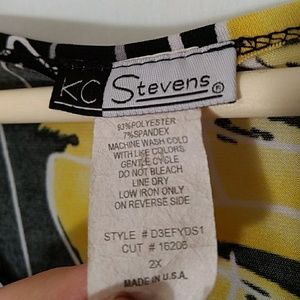 KC Stevens ®
93% POLYESTER
7% SPANDEX
MACHINE WASH COLD
WITH LIKE COLORS
GENTLE CYCLE
DO NOT BLEACH
LINE DRY
LOW IRON ONLY
ON REVERSE SIDE
STYLE # D3EFYDS1
CUT # 16206
2X
MADE IN U.S.A.